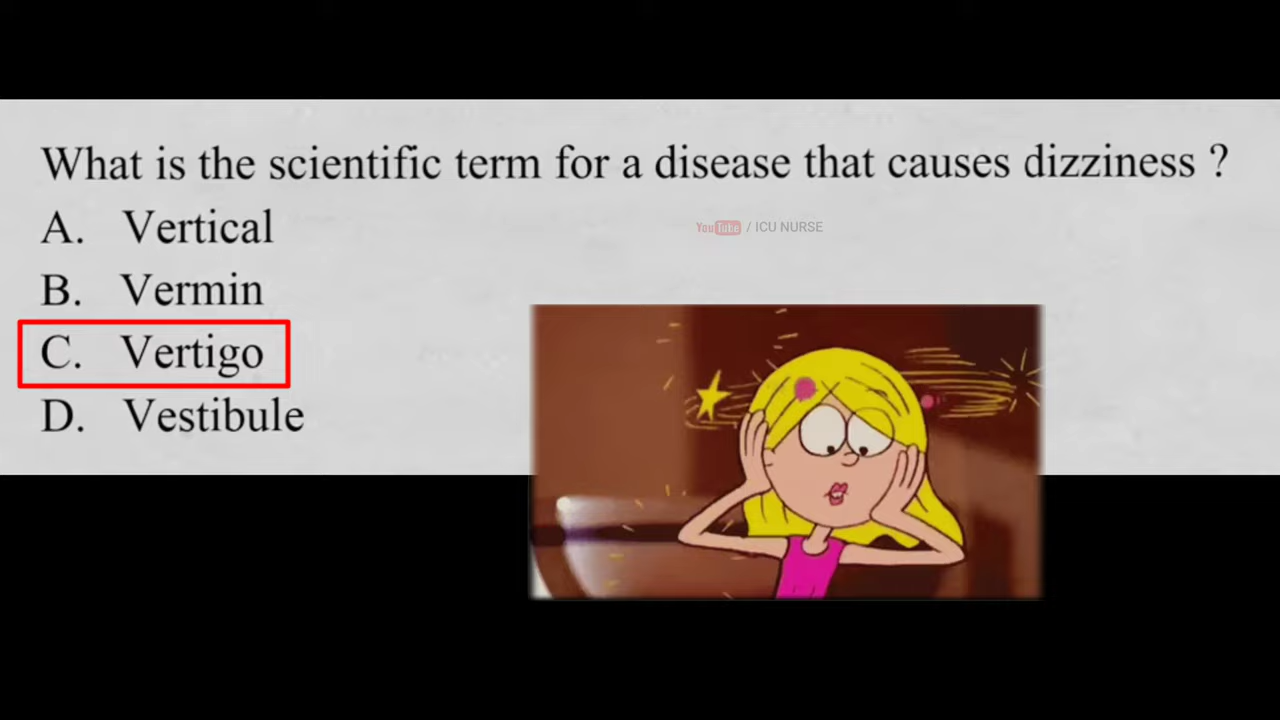 What is the scientific term for a disease that causes dizziness ?
A. Vertical
YouTube / ICU NURSE
B. Vermin
C. Vertigo
D. Vestibule